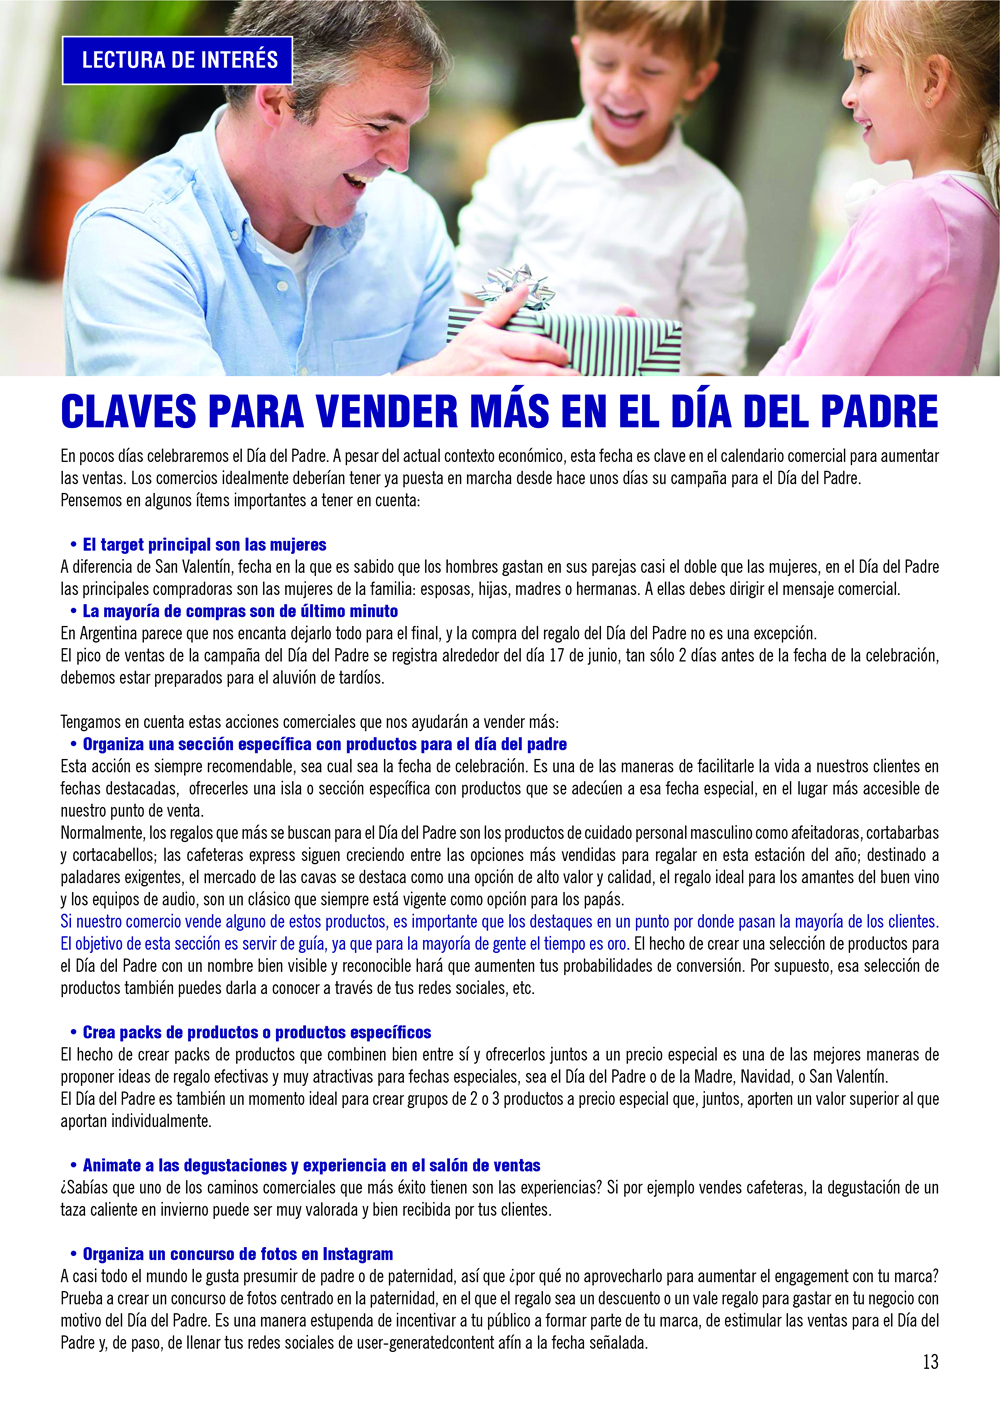 LECTURA DE INTERÉS
CLAVES PARA VENDER MÁS EN EL DÍA DEL PADRE
En pocos días celebraremos el Día del Padre. A pesar del actual contexto económico, esta fecha es clave en el calendario comercial para aumentar
las ventas. Los comercios idealmente deberían tener ya puesta en marcha desde hace unos días su campaña para el Día del Padre.
Pensemos en algunos ítems importantes a tener en cuenta:
• El target principal son las mujeres
A diferencia de San Valentín, fecha en la que es sabido que los hombres gastan en sus parejas casi el doble que las mujeres, en el Día del Padre
las principales compradoras son las mujeres de la familia: esposas, hijas, madres o hermanas. A ellas debes dirigir el mensaje comercial.
• La mayoría de compras son de último minuto
En Argentina parece que nos encanta dejarlo todo para el final, y la compra del regalo del Día del Padre no es una excepción.
El pico de ventas de la campaña del Día del Padre se registra alrededor del día 17 de junio, tan sólo 2 días antes de la fecha de la celebración,
debemos estar preparados para el aluvión de tardíos.
Tengamos en cuenta estas acciones comerciales que nos ayudarán a vender más:
• Organiza una sección específica con productos para el día del padre
Esta acción es siempre recomendable, sea cual sea la fecha de celebración. Es una de las maneras de facilitarle la vida a nuestros clientes en
fechas destacadas, ofrecerles una isla o sección específica con productos que se adecúen a esa fecha especial, en el lugar más accesible de
nuestro punto de venta.
Normalmente, los regalos que más se buscan para el Día del Padre son los productos de cuidado personal masculino como afeitadoras, cortabarbas
y cortacabellos; las cafeteras express siguen creciendo entre las opciones más vendidas para regalar en esta estación del año; destinado a
paladares exigentes, el mercado de las cavas se destaca como una opción de alto valor y calidad, el regalo ideal para los amantes del buen vino
y los equipos de audio, son un clásico que siempre está vigente como opción para los papás.
Si nuestro comercio vende alguno de estos productos, es importante que los destaques en un punto por donde pasan la mayoría de los clientes.
El objetivo de esta sección es servir de guía, ya que para la mayoría de gente el tiempo es oro. El hecho de crear una selección de productos para
el Día del Padre con un nombre bien visible y reconocible hará que aumenten tus probabilidades de conversión. Por supuesto, esa selección de
productos también puedes darla a conocer a través de tus redes sociales, etc.
• Crea packs de productos o productos específicos
El hecho de crear packs de productos que combinen bien entre sí y ofrecerlos juntos a un precio especial es una de las mejores maneras de
proponer ideas de regalo efectivas y muy atractivas para fechas especiales, sea el Día del Padre o de la Madre, Navidad, o San Valentín.
El Día del Padre es también un momento ideal para crear grupos de 2 o 3 productos a precio especial que, juntos, aporten un valor superior al que
aportan individualmente.
• Animate a las degustaciones y experiencia en el salón de ventas
¿Sabías que uno de los caminos comerciales que más éxito tienen son las experiencias? Si por ejemplo vendes cafeteras, la degustación de un
taza caliente en invierno puede ser muy valorada y bien recibida por tus clientes.
• Organiza un concurso de fotos en Instagram
A casi todo el mundo le gusta presumir de padre o de paternidad, así que ¿por qué no aprovecharlo para aumentar el engagement con tu marca?
Prueba a crear un concurso de fotos centrado en la paternidad, en el que el regalo sea un descuento o un vale regalo para gastar en tu negocio con
motivo del Día del Padre. Es una manera estupenda de incentivar a tu público a formar parte de tu marca, de estimular las ventas para el Día del
Padre y, de paso, de llenar tus redes sociales de user-generatedcontent afín a la fecha señalada.
13